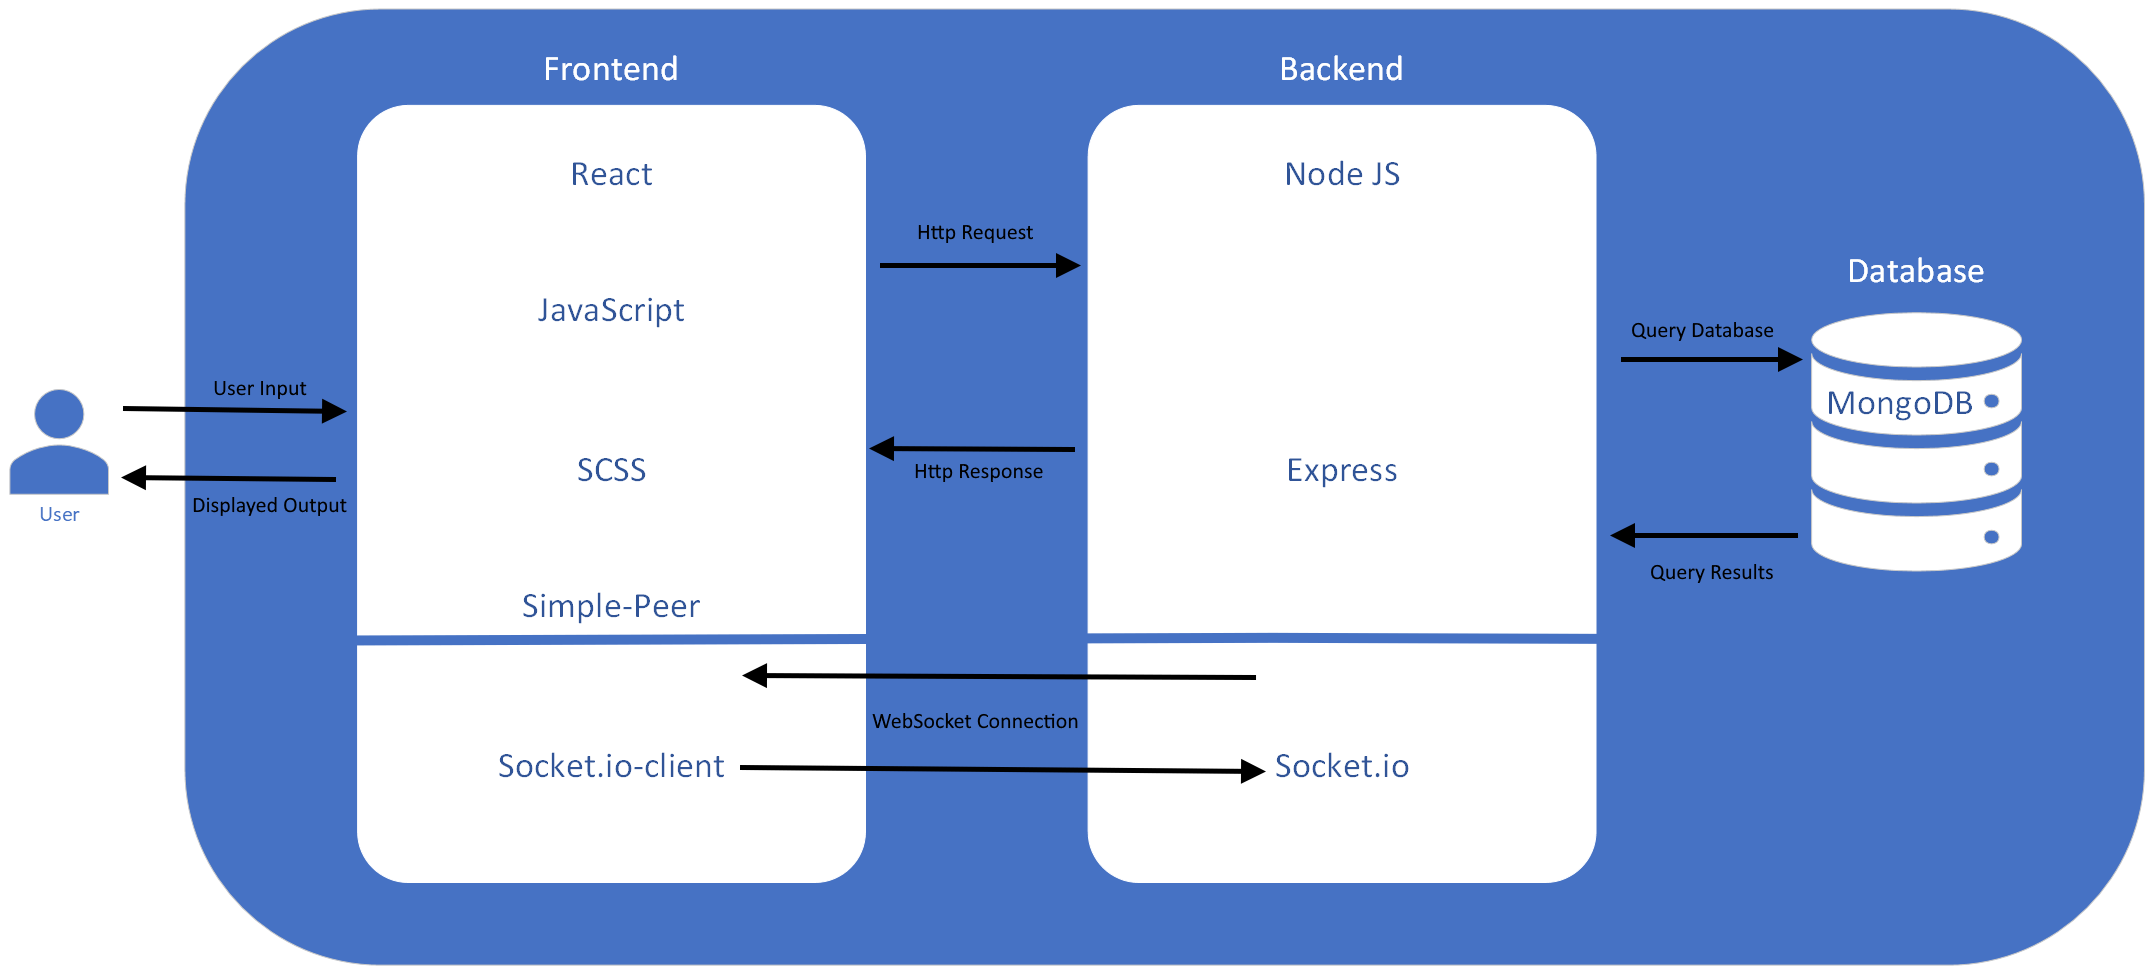 Frontend
Backend
React
Node JS
Http Request
Database
JavaScript
Query Database
User Input
MongoDB
SCSS
Http Response
Express
Displayed Output
User
Query Results
Simple-Peer
WebSocket Connection
Socket.io-client
Socket.io